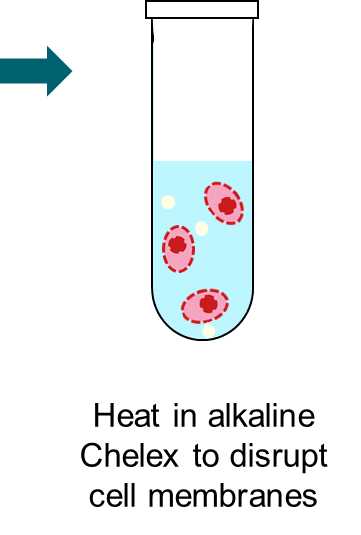 Heat in alkaline
Chelex to disrupt
cell membranes